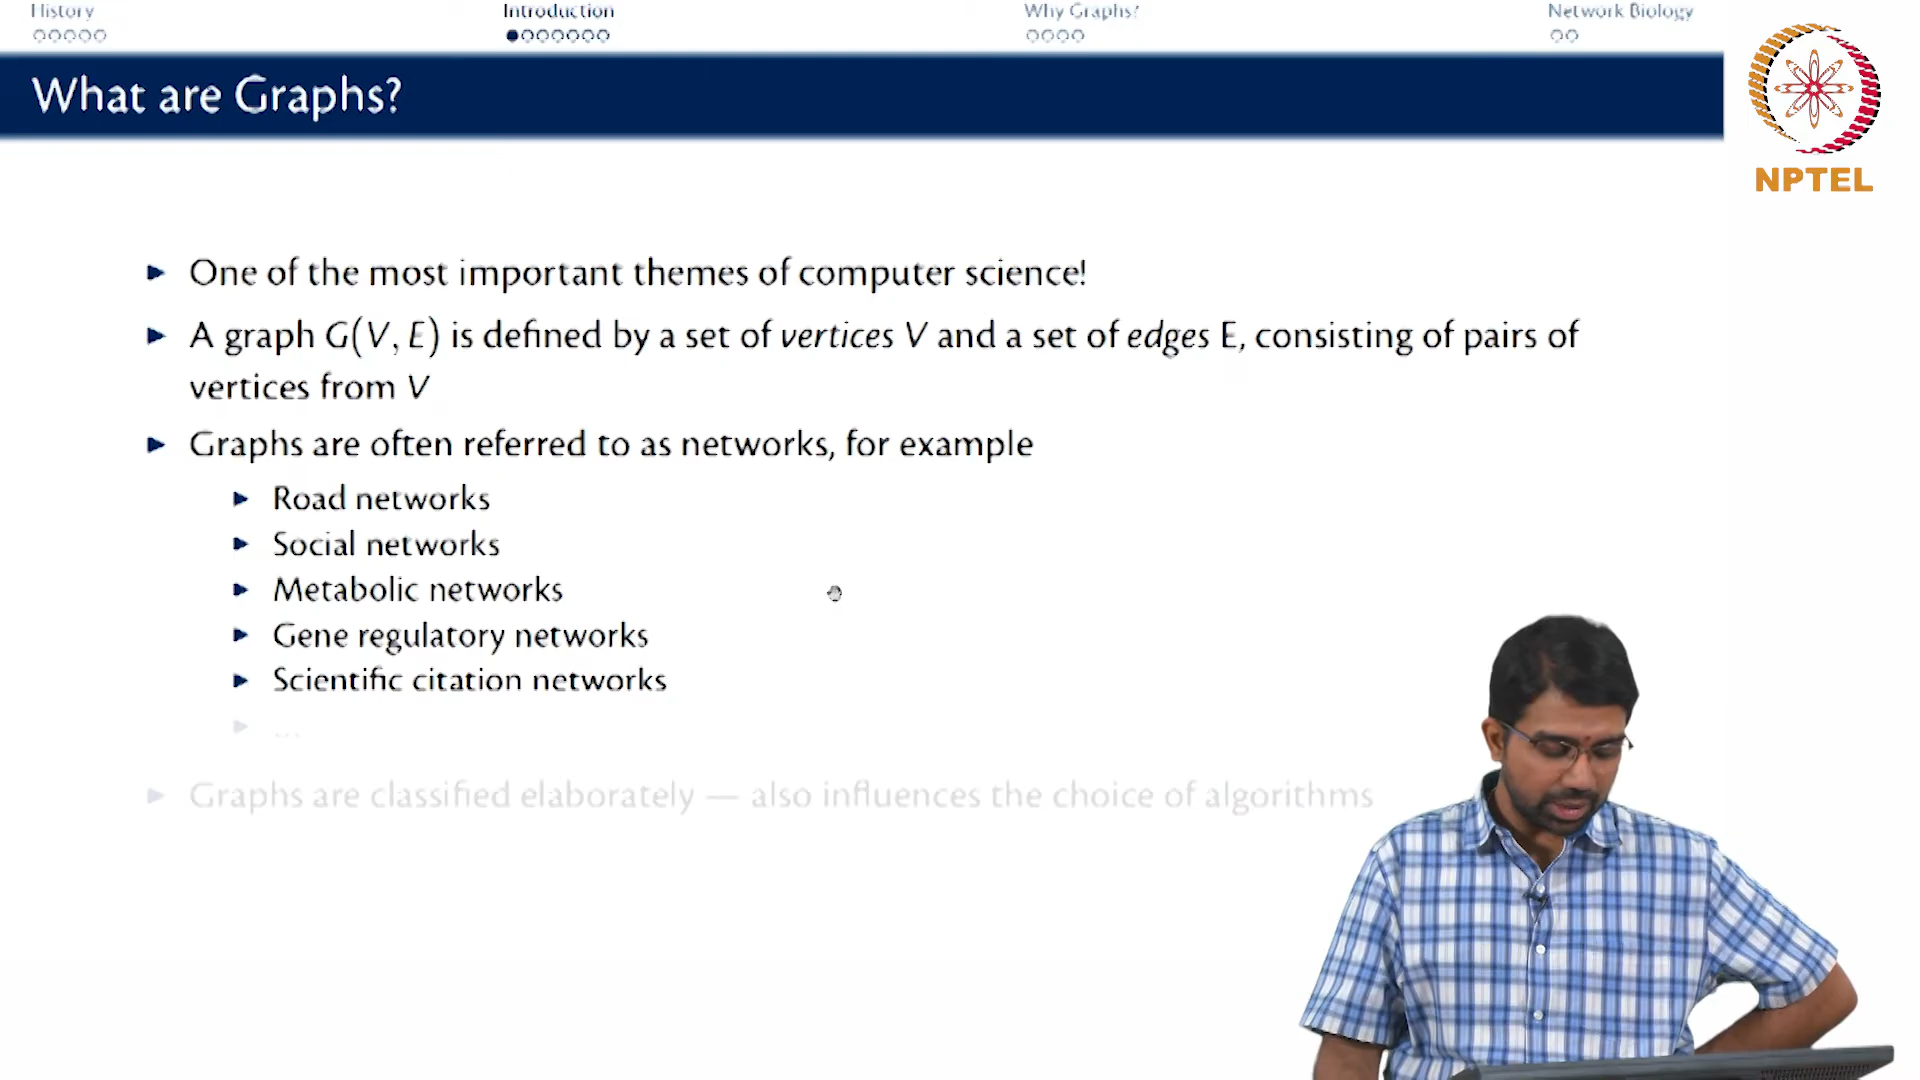 History Introduction Why Graphs? Network Biology
What are Graphs?
NPTEL
One of the most important themes of computer science!
A graph G(V, E) is defined by a set of vertices V and a set of edges E, consisting of pairs of
vertices from V
Graphs are often referred to as networks, for example
Road networks
Social networks
Metabolic networks
Gene regulatory networks
Scientific citation networks
...
Graphs are classified elaborately — also influences the choice of algorithms